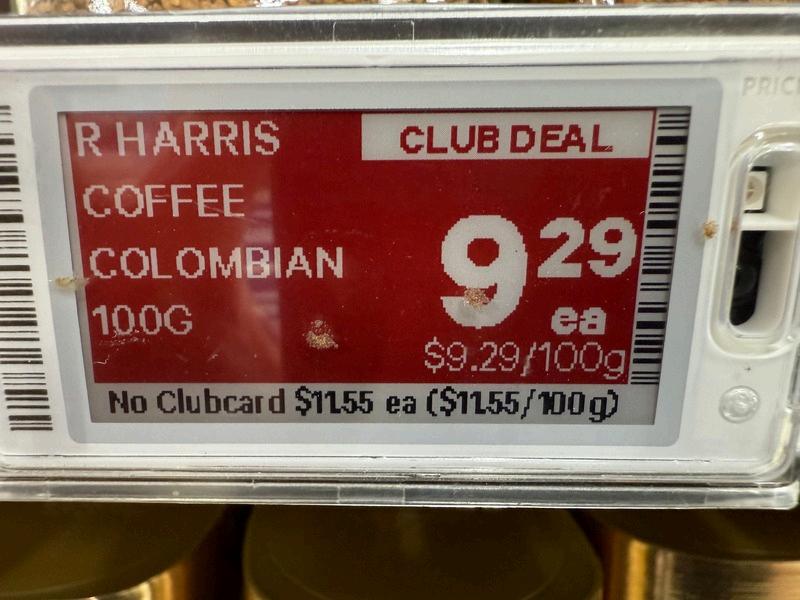 PRICE
R HARRIS
CLUB DEAL
COFFEE
COLOMBIAN
100G
9 29
ea
$9.29/100g
No Clubcard $11.55 ea ($11.55/100g)